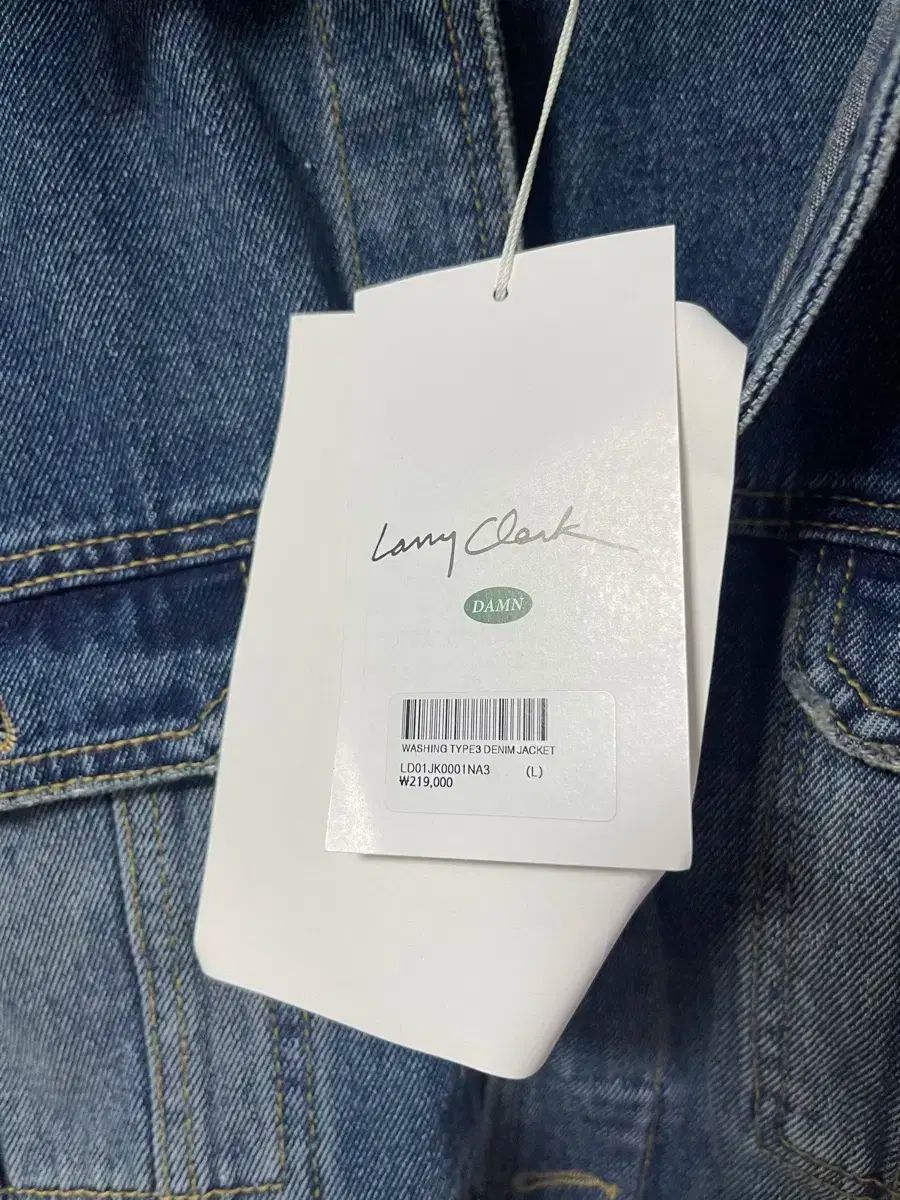 Larry Clark
DAMN
WASHING TYPE3 DENIM JACKET
LD01JK0001NA3 (L)
₩219,000